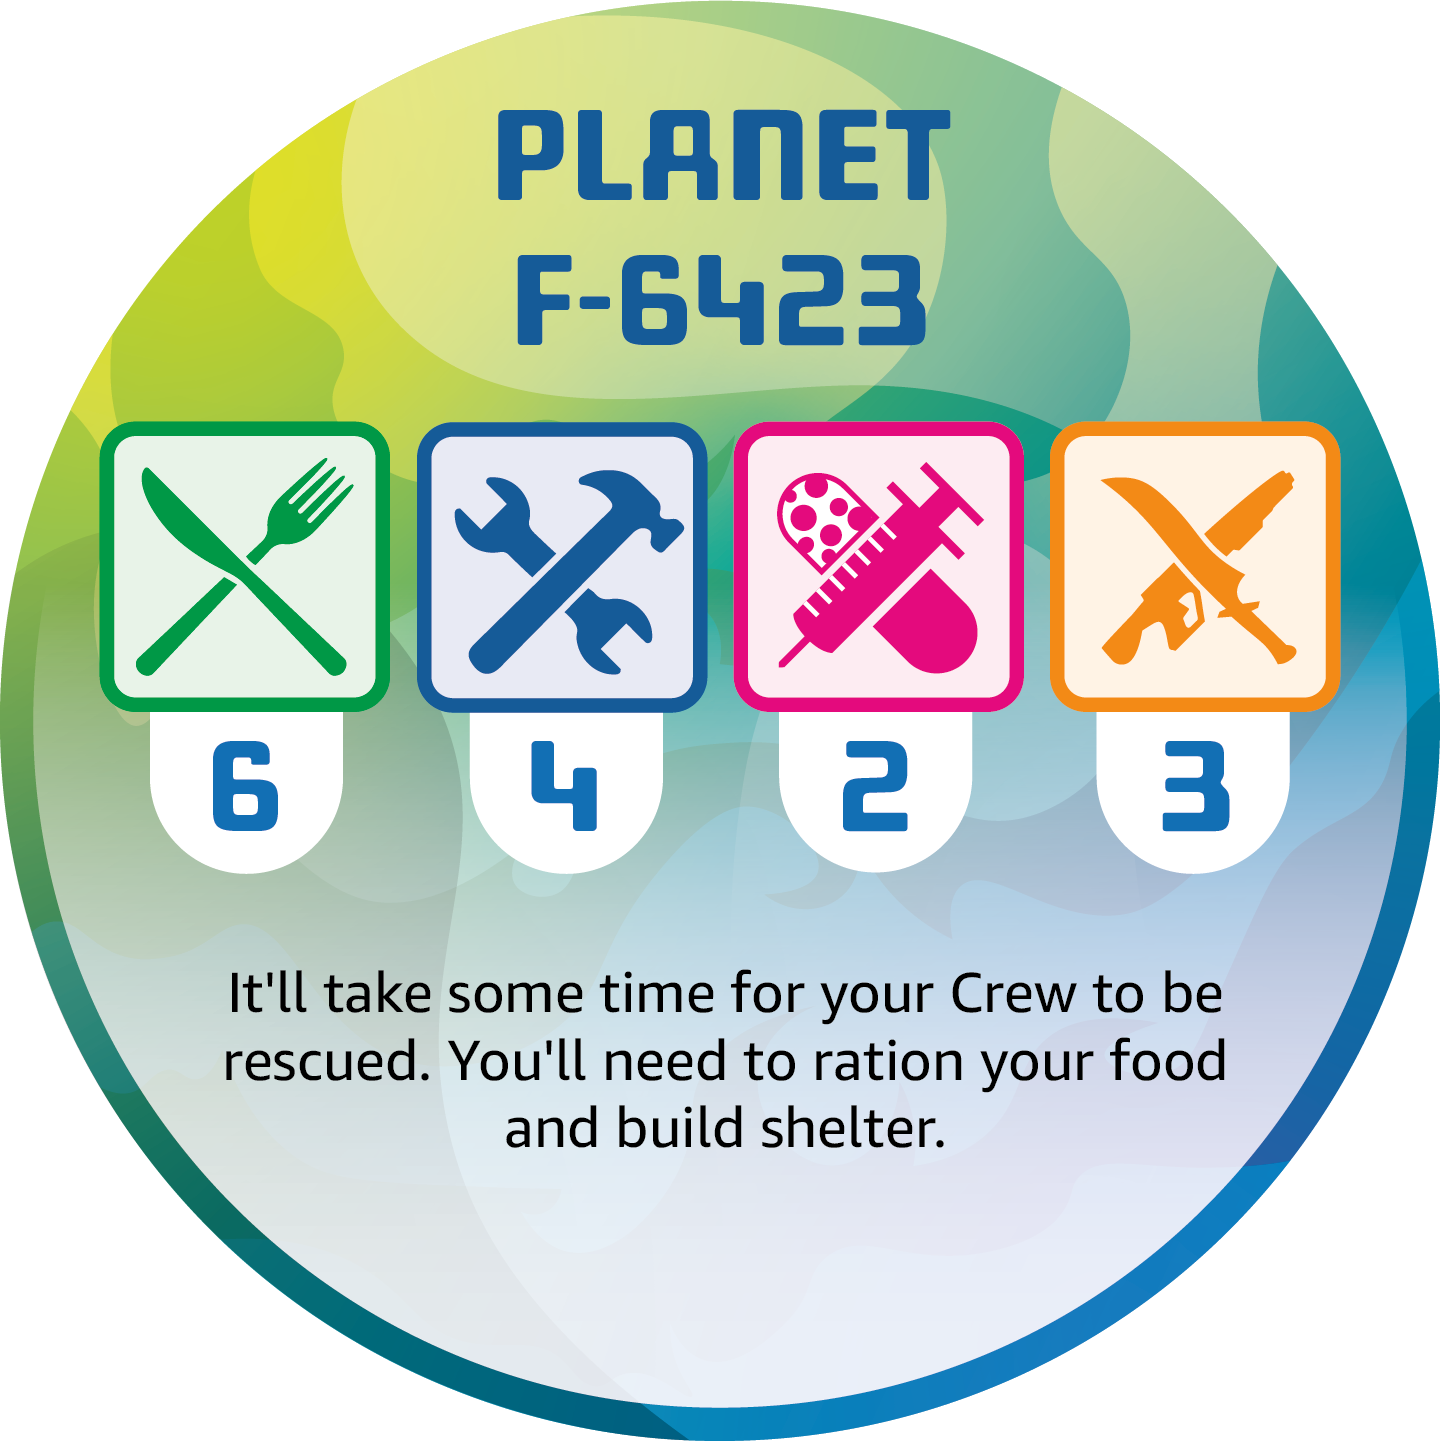 PLANET
F-6423
6 4 2 3
It'll take some time for your Crew to be
rescued. You'll need to ration your food
and build shelter.